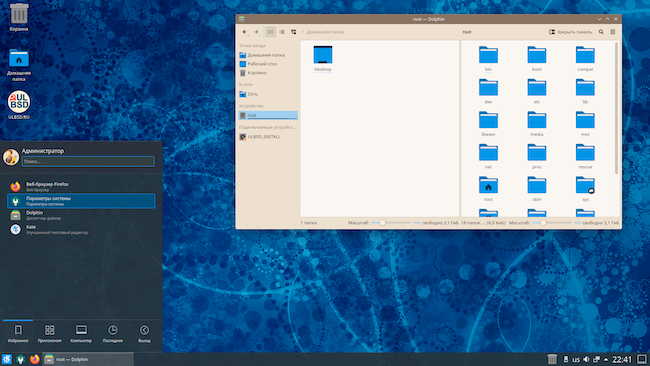 Корзина
Домашняя
папка
ULBSD.RU
UL
BSD
root — Dolphin
Домашняя папка
root
Закрыть панель
Точки входа
Домашняя папка
Рабочий стол
Корзина
В сети
Сеть
Устройства
root
Подключаемые устройст...
ULBSD_INSTALL
Desktop
bin
boot
compat
dev
etc
lib
libexec
media
mnt
net
proc
rescue
root
sbin
sys
1 папка
Масштаб:
свободно 3,1 Гиб
18 папок, ... (6,0 КиБ)
Масштаб:
свободно 3,1 Гиб
Администратор
Поиск...
Веб-браузер Firefox
Веб-браузер
Параметры системы
Параметры системы
Dolphin
Диспетчер файлов
Kate
Улучшенный текстовый редактор
Избранное
Приложения
Компьютер
Последние
Выход
root — Dolphin
us
22:41